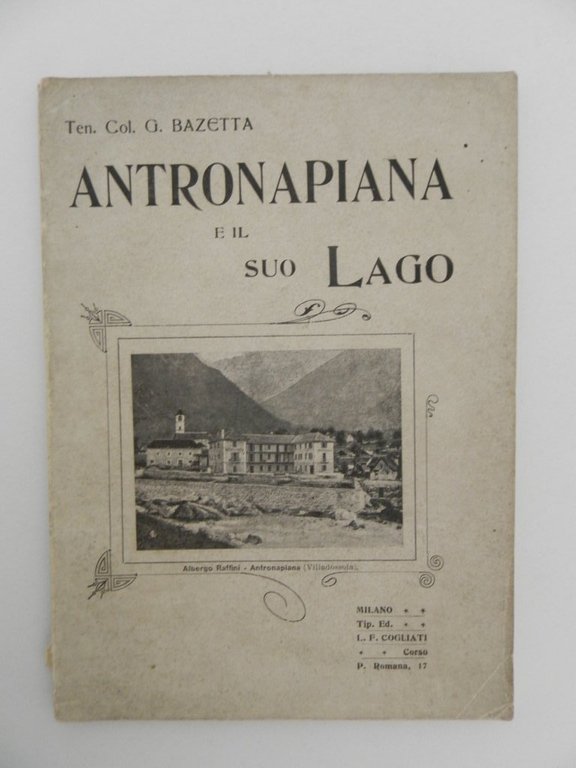 Ten. Col. G. BAZETTA
ANTRONAPIANA
E IL
SUO LAGO
Albergo Raffini - Antronapiana (Villadossola).
MILANO
Tip. Ed.
L. F. COGLIATI
Corso
P. Romana, 17